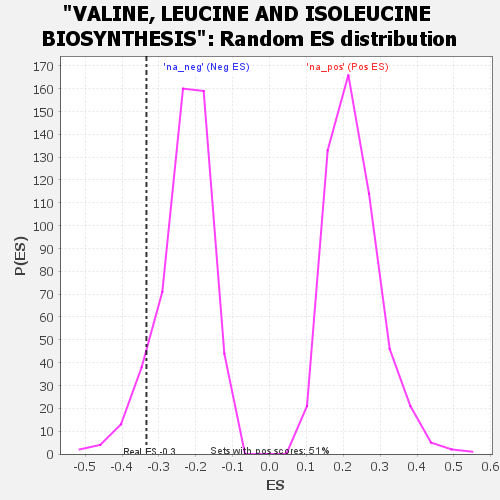 "VALINE, LEUCINE AND ISOLEUCINE
BIOSYNTHESIS": Random ES distribution
'na_neg' (Neg ES)
'na_pos' (Pos ES)
170
160
150
140
130
120
110
100
90
80
70
60
50
40
30
20
10
0
P(ES)
Real ES -0.3
Sets with pos scores: 51%
-0.5 -0.4 -0.3 -0.2 -0.1 0.0 0.1 0.2 0.3 0.4 0.5 0.6
ES